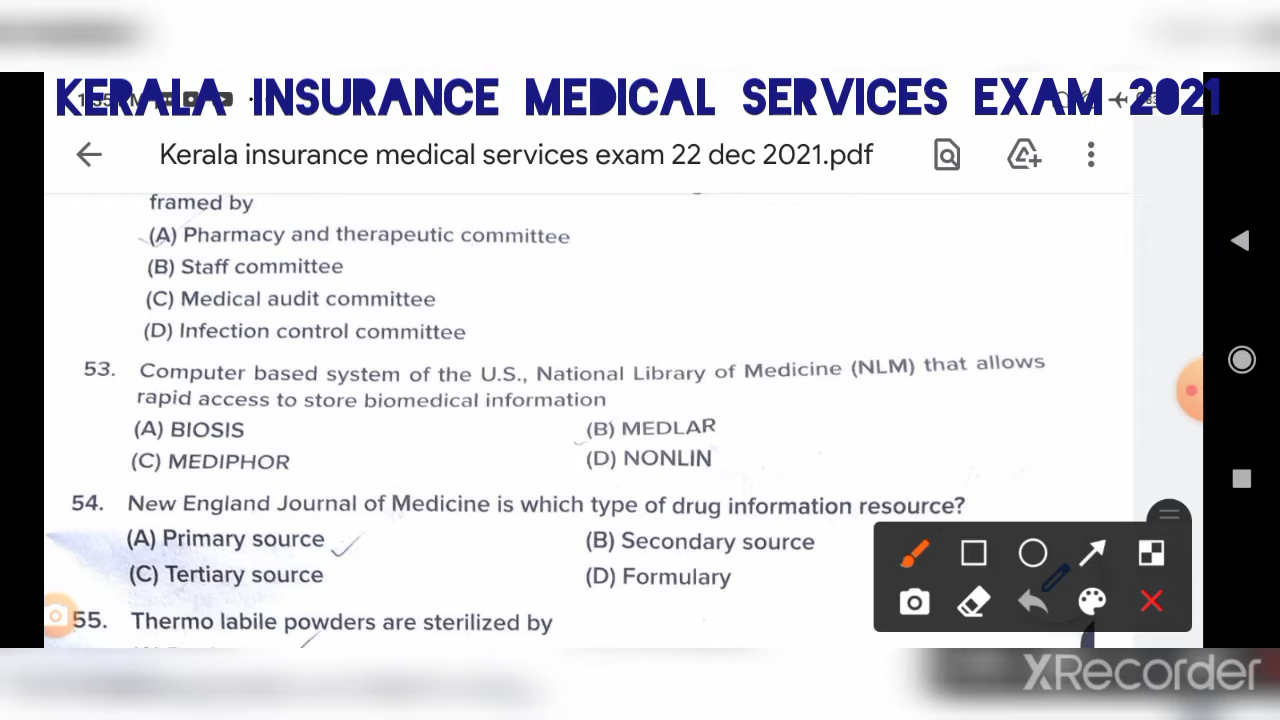 KERALA INSURANCE MEDICAL SERVICES EXAM 2021
Kerala insurance medical services exam 22 dec 2021.pdf
framed by
(A) Pharmacy and therapeutic committee
(B) Staff committee
(C) Medical audit committee
(D) Infection control committee
53. Computer based system of the U.S., National Library of Medicine (NLM) that allows
rapid access to store biomedical information
(A) BIOSIS (B) MEDLAR
(C) MEDIPHOR (D) NONLIN
54. New England Journal of Medicine is which type of drug information resource?
(A) Primary source (B) Secondary source
(C) Tertiary source (D) Formulary
55. Thermo labile powders are sterilized by
XRecorder